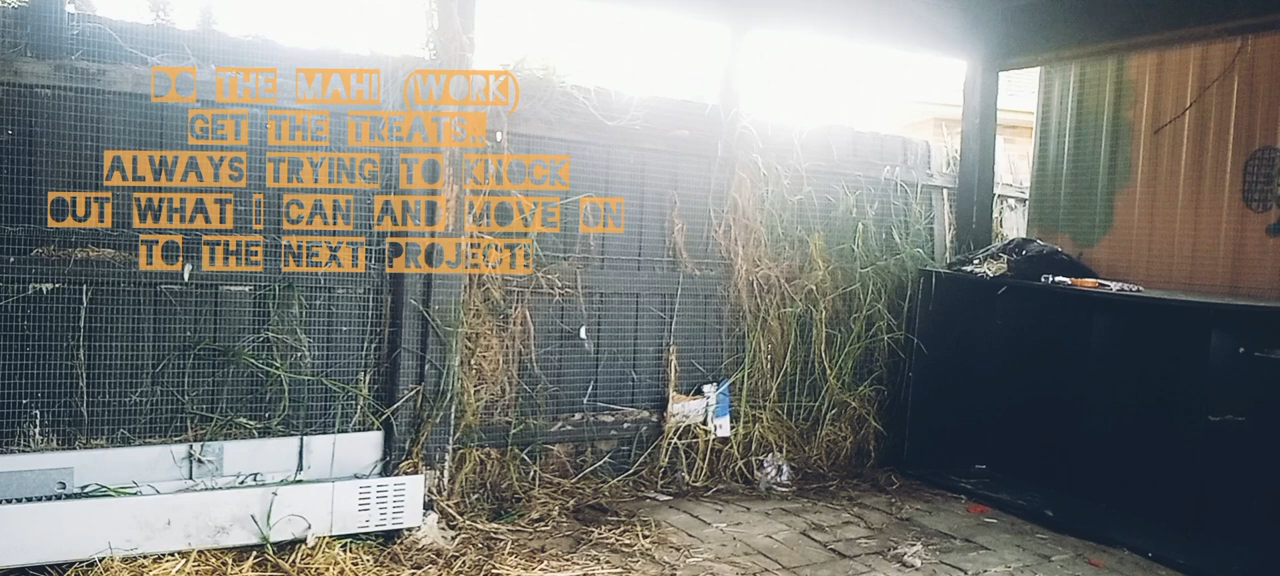 DO THE MAHI (WORK)
GET THE TREATS..
ALWAYS TRYING TO KNOCK
OUT WHAT I CAN AND MOVE ON
TO THE NEXT PROJECT!